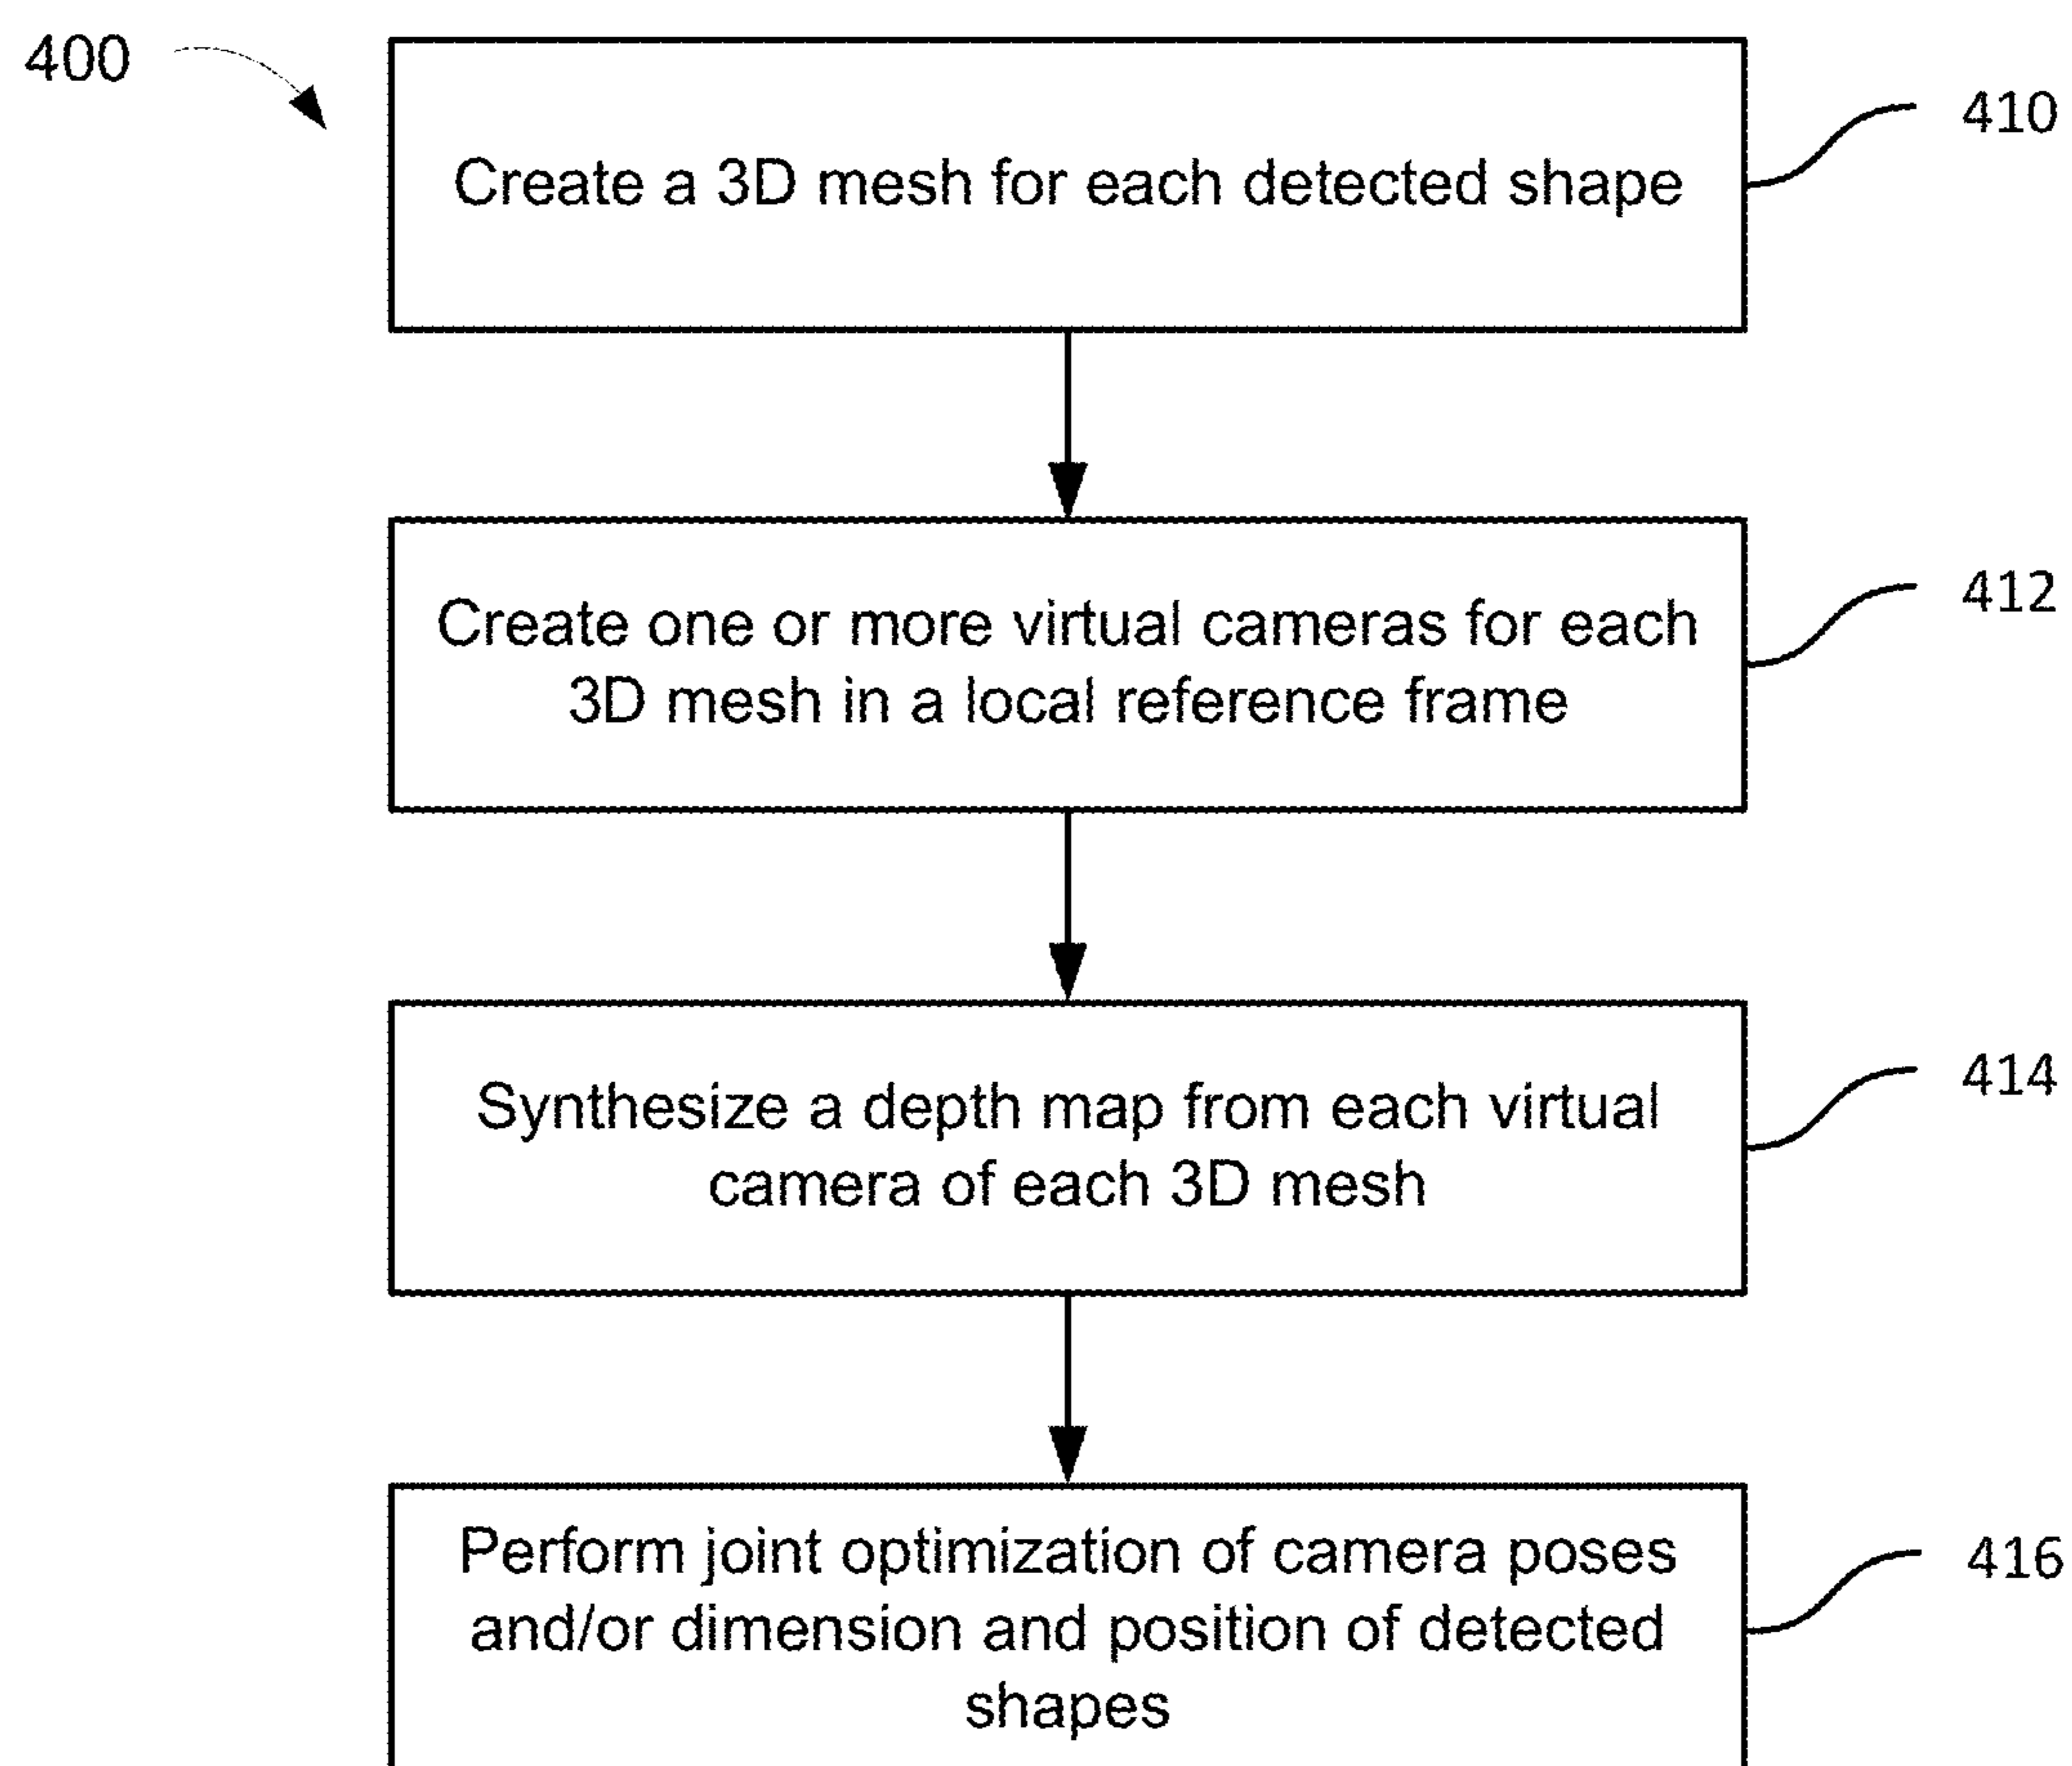 400
410
Create a 3D mesh for each detected shape
412
Create one or more virtual cameras for each
3D mesh in a local reference frame
414
Synthesize a depth map from each virtual
camera of each 3D mesh
416
Perform joint optimization of camera poses
and/or dimension and position of detected
shapes